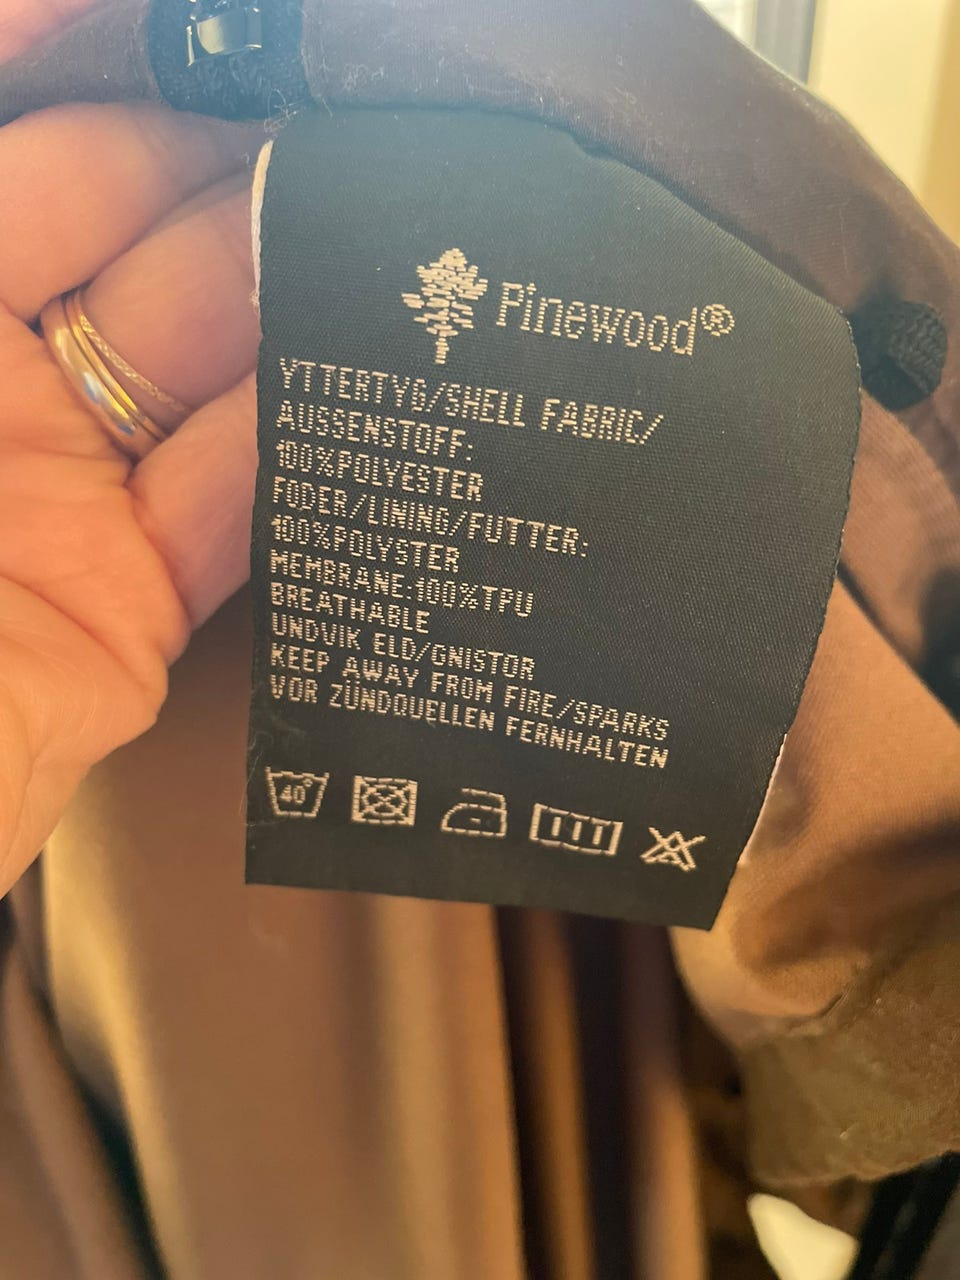 Pinewood®
YTTERTYG/SHELL FABRIC/
AUSSENSTOFF:
100%POLYESTER
FODER/LINING/FUTTER:
100%POLYSTER
MEMBRANE:100%TPU
BREATHABLE
UNDVIK ELD/GNISTOR
KEEP AWAY FROM FIRE/SPARKS
VOR ZÜNDQUELLEN FERNHALTEN
40°